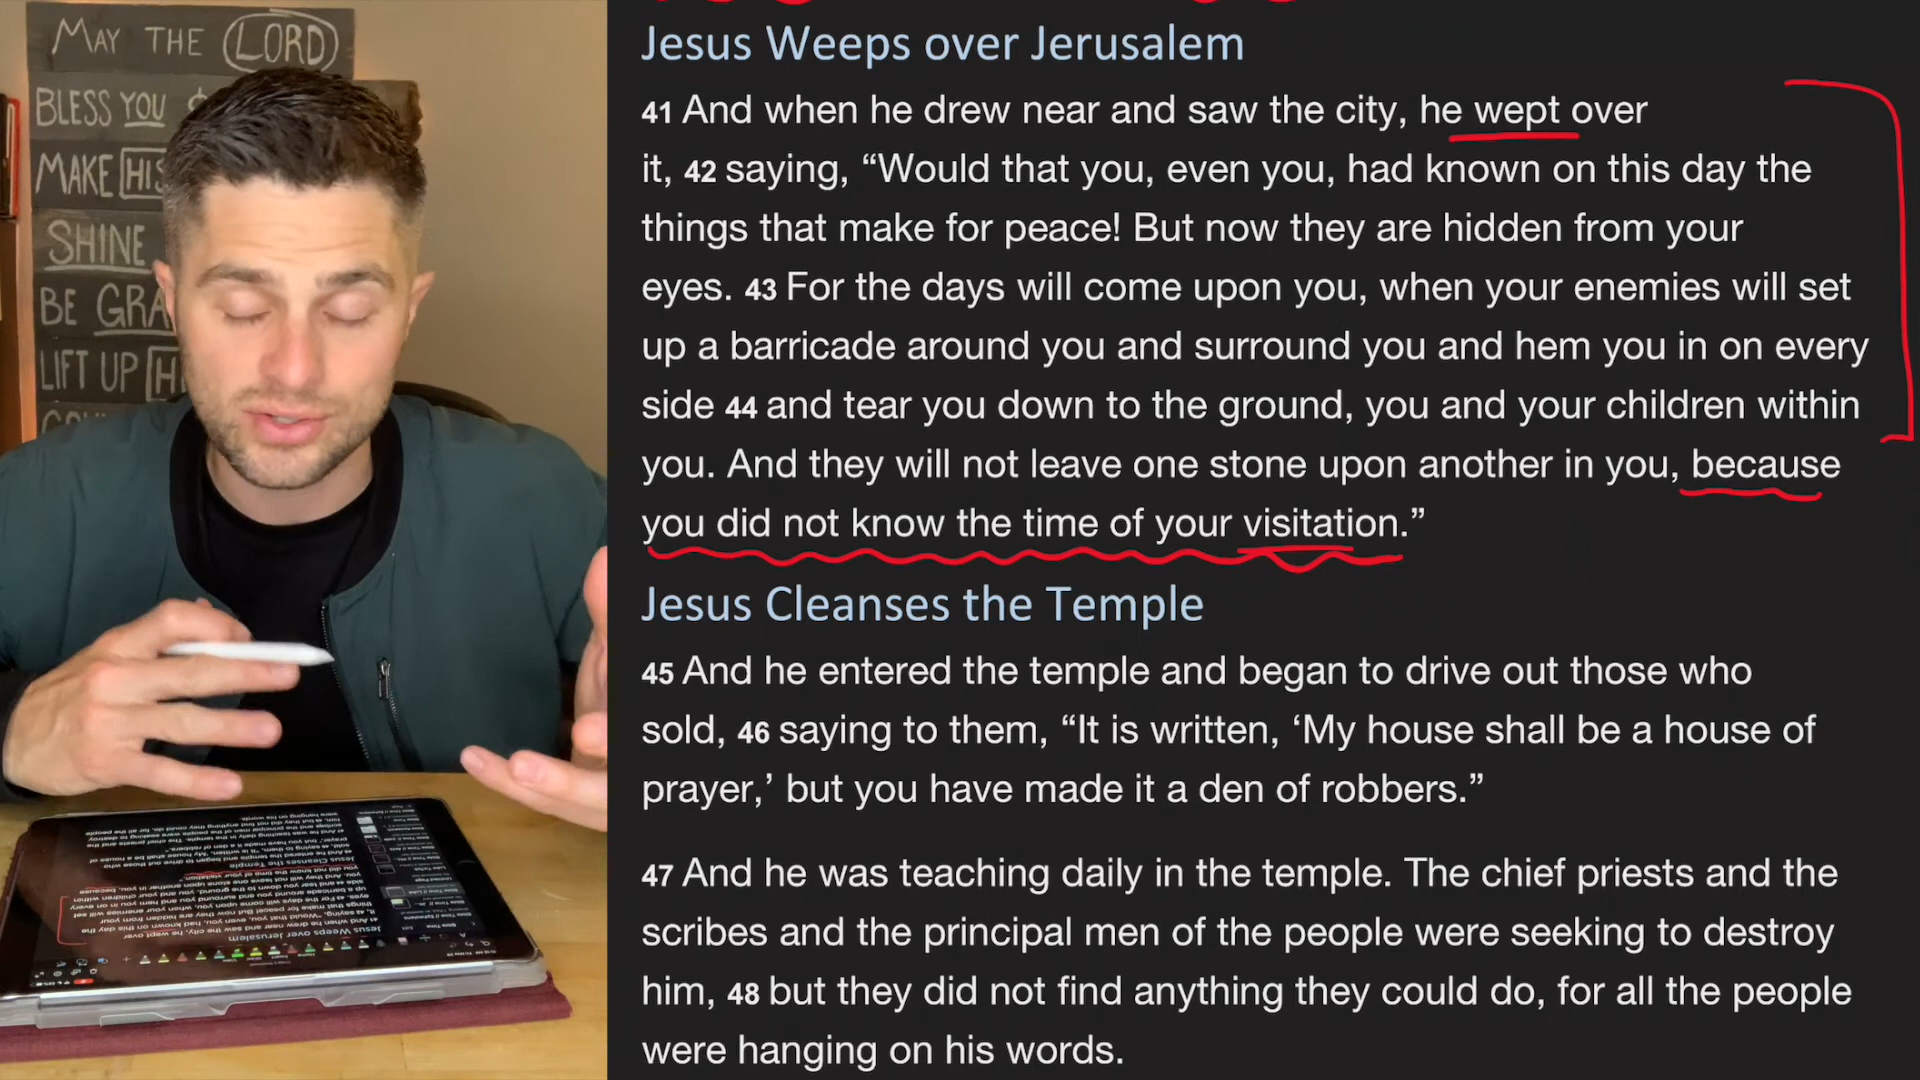 MAY THE LORD
BLESS YOU
MAKE HIS
SHINE
BE GRA
LIFT UP
Jesus Weeps over Jerusalem
41 And when he drew near and saw the city, he wept over
it, 42 saying, “Would that you, even you, had known on this day the
things that make for peace! But now they are hidden from your
eyes. 43 For the days will come upon you, when your enemies will set
up a barricade around you and surround you and hem you in on every
side 44 and tear you down to the ground, you and your children within
you. And they will not leave one stone upon another in you, because
you did not know the time of your visitation.”
Jesus Cleanses the Temple
45 And he entered the temple and began to drive out those who
sold, 46 saying to them, “It is written, ‘My house shall be a house of
prayer,’ but you have made it a den of robbers.”
47 And he was teaching daily in the temple. The chief priests and the
scribes and the principal men of the people were seeking to destroy
him, 48 but they did not find anything they could do, for all the people
were hanging on his words.